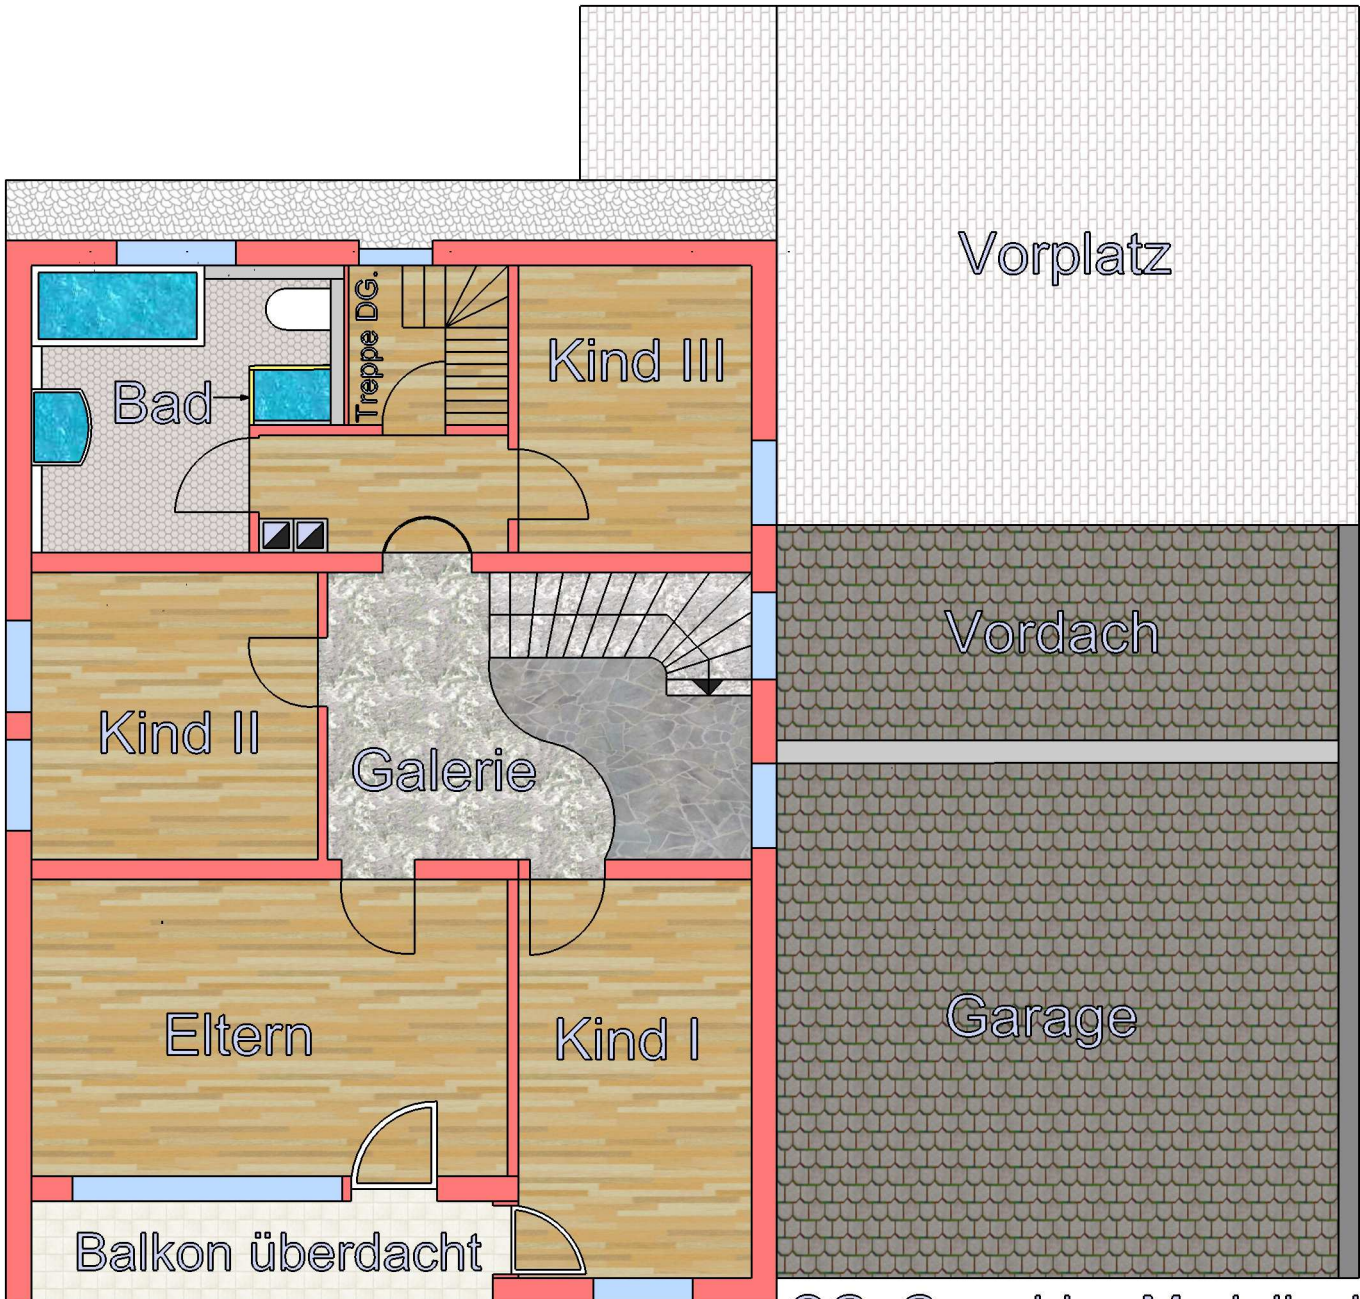 Vorplatz
Treppe DG.
Kind III
Bad
Vordach
Kind II
Galerie
Garage
Eltern
Kind I
Balkon überdacht